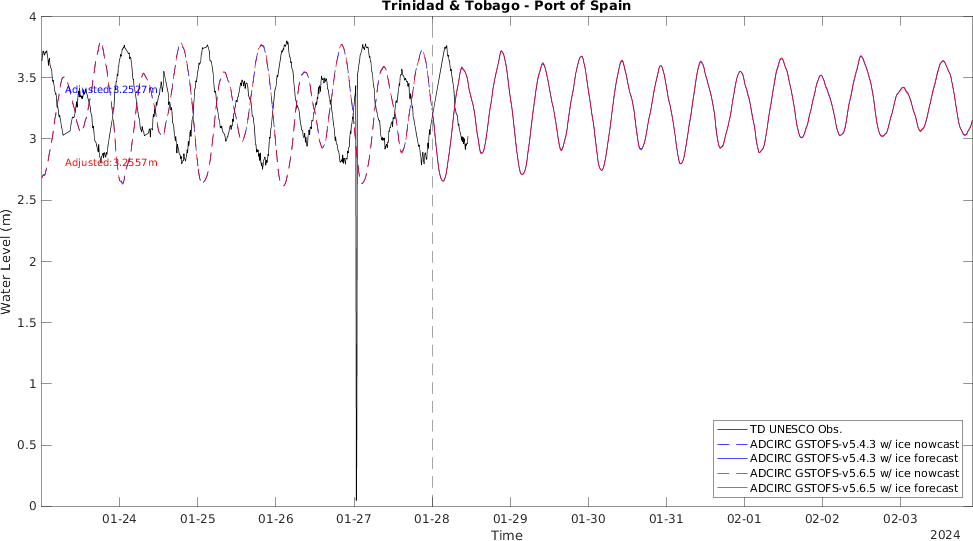 Trinidad & Tobago - Port of Spain
4
3.5
3
2.5
2
1.5
1
0.5
0
Water Level (m)
Adjusted:3.2527m
Adjusted:3.2557m
TD UNESCO Obs.
ADCIRC GSTOFS-v5.4.3 w/ ice nowcast
ADCIRC GSTOFS-v5.4.3 w/ ice forecast
ADCIRC GSTOFS-v5.6.5 w/ ice nowcast
ADCIRC GSTOFS-v5.6.5 w/ ice forecast
01-24 01-25 01-26 01-27 01-28 01-29 01-30 01-31 02-01 02-02 02-03
Time
2024